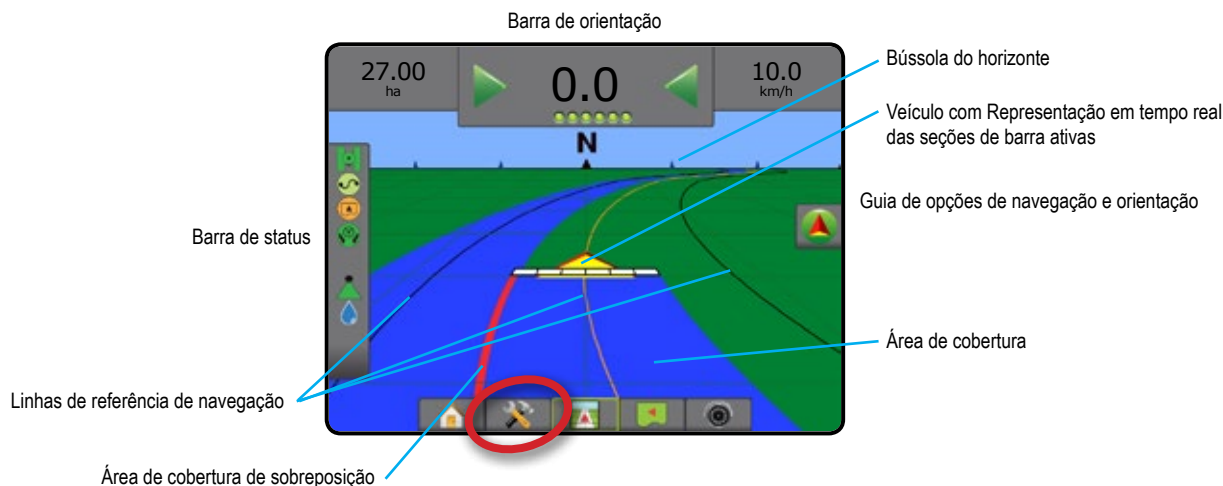 Barra de orientação
27.00
ha
0.0
10.0
km/h
N
Bússola do horizonte
Veículo com Representação em tempo real
das seções de barra ativas
Guia de opções de navegação e orientação
Barra de status
Área de cobertura
Linhas de referência de navegação
Área de cobertura de sobreposição